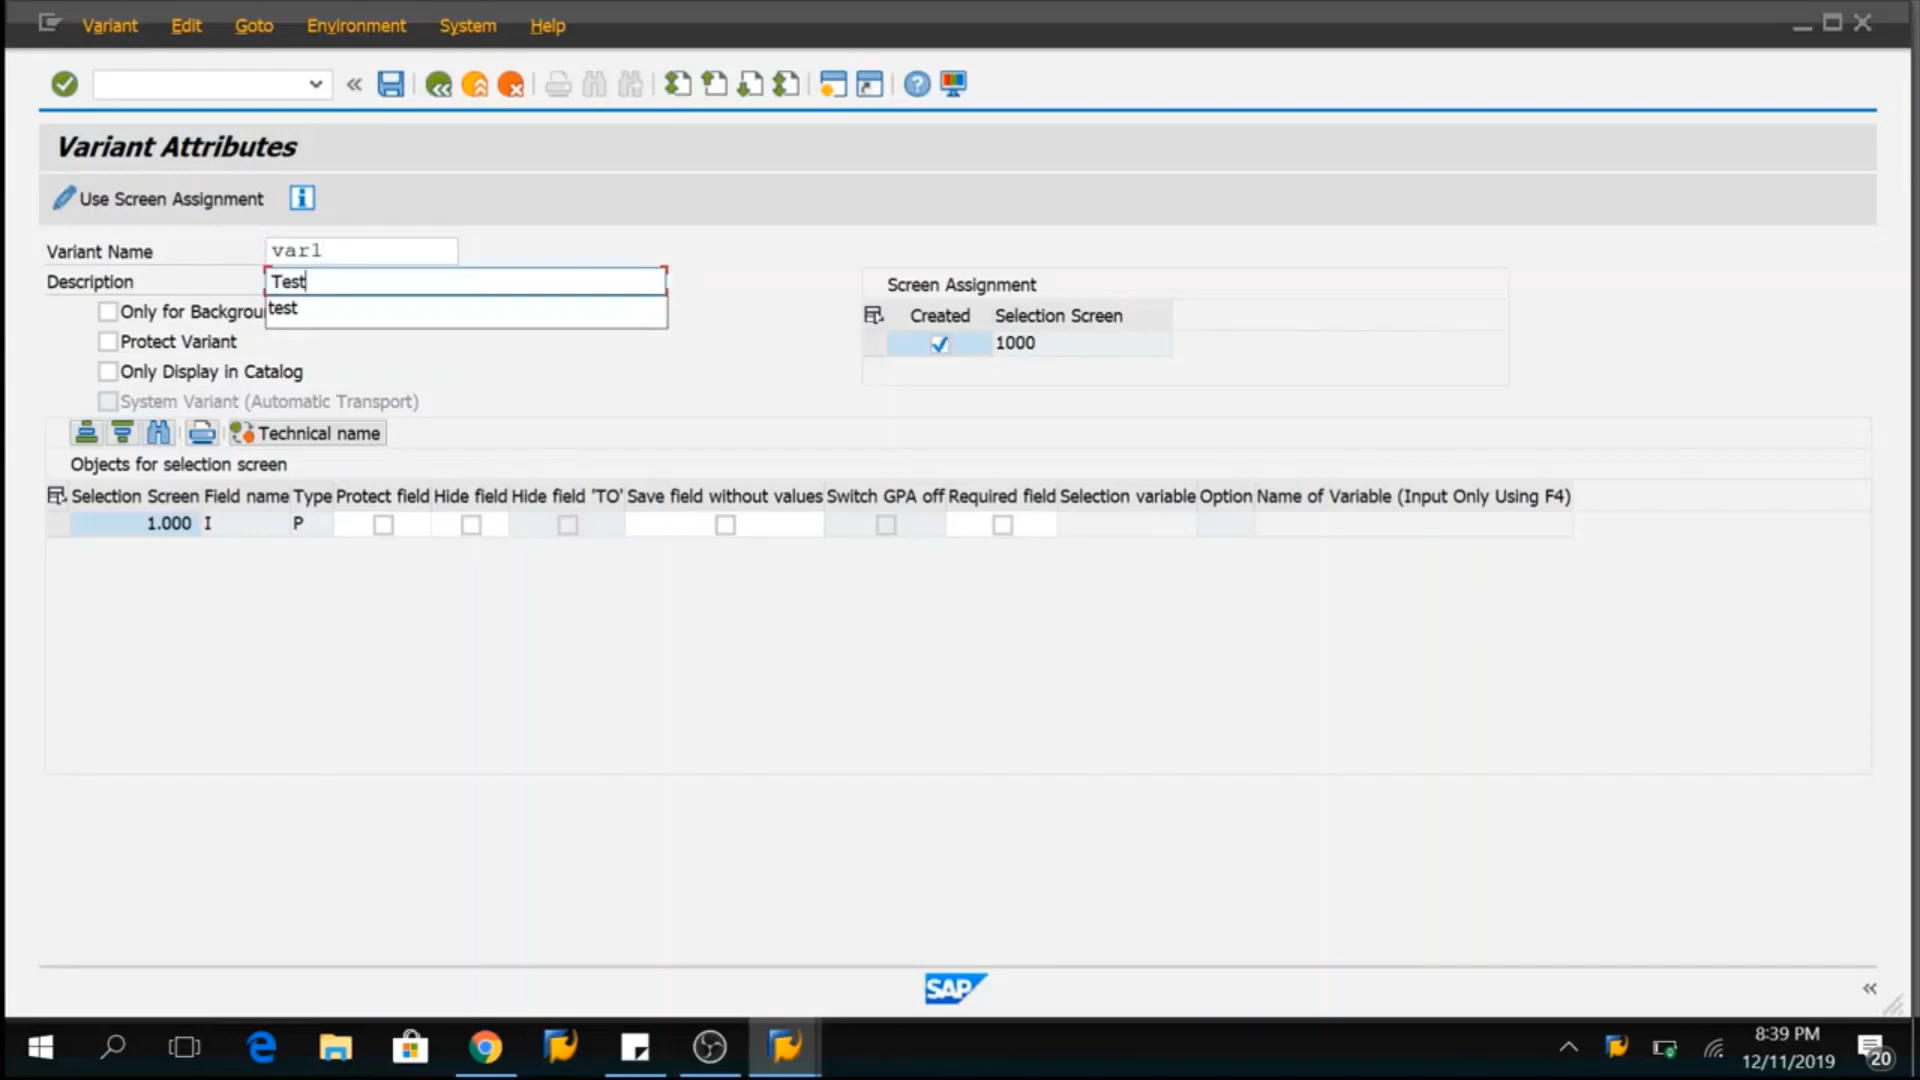 Variant Edit Goto Environment System Help
Variant Attributes
Use Screen Assignment
Variant Name var1
Description Test
test
Only for Backgrou
Protect Variant
Only Display in Catalog
System Variant (Automatic Transport)
Screen Assignment
Created Selection Screen
1000
Technical name
Objects for selection screen
Selection Screen Field name Type Protect field Hide field Hide field 'TO' Save field without values Switch GPA off Required field Selection variable Option Name of Variable (Input Only Using F4)
1.000 I P
SAP
8:39 PM
12/11/2019
20